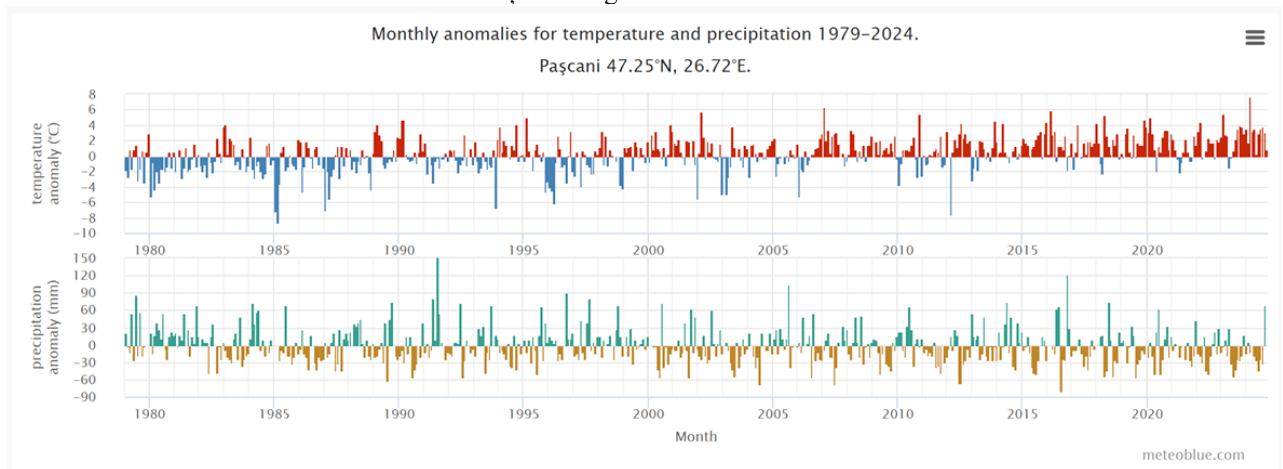 Monthly anomalies for temperature and precipitation 1979–2024.
Pașcani 47.25°N, 26.72°E.
temperature
anomaly (°C)
8
6
4
2
0
−2
−4
−6
−8
−10
1980 1985 1990 1995 2000 2005 2010 2015 2020
precipitation
anomaly (mm)
150
120
90
60
30
0
−30
−60
−90
1980 1985 1990 1995 2000 2005 2010 2015 2020
Month
meteoblue.com